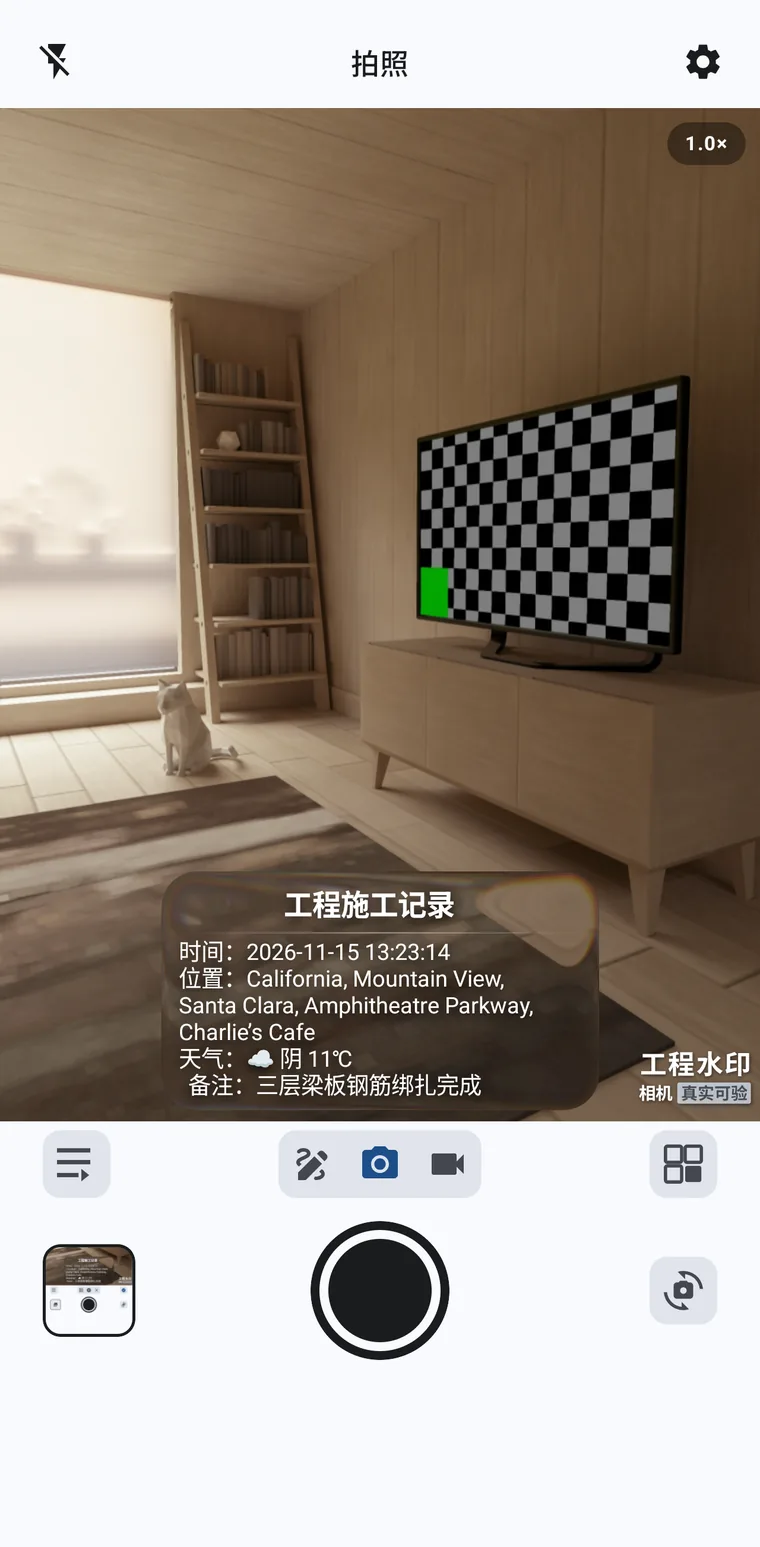 拍照
1.0×
工程施工记录
时间：2026-11-15 13:23:14
位置：California, Mountain View,
Santa Clara, Amphitheatre Parkway,
Charlie's Cafe
天气：☁️ 阴 11℃
备注：三层梁板钢筋绑扎完成
工程水印
相机 真实可验